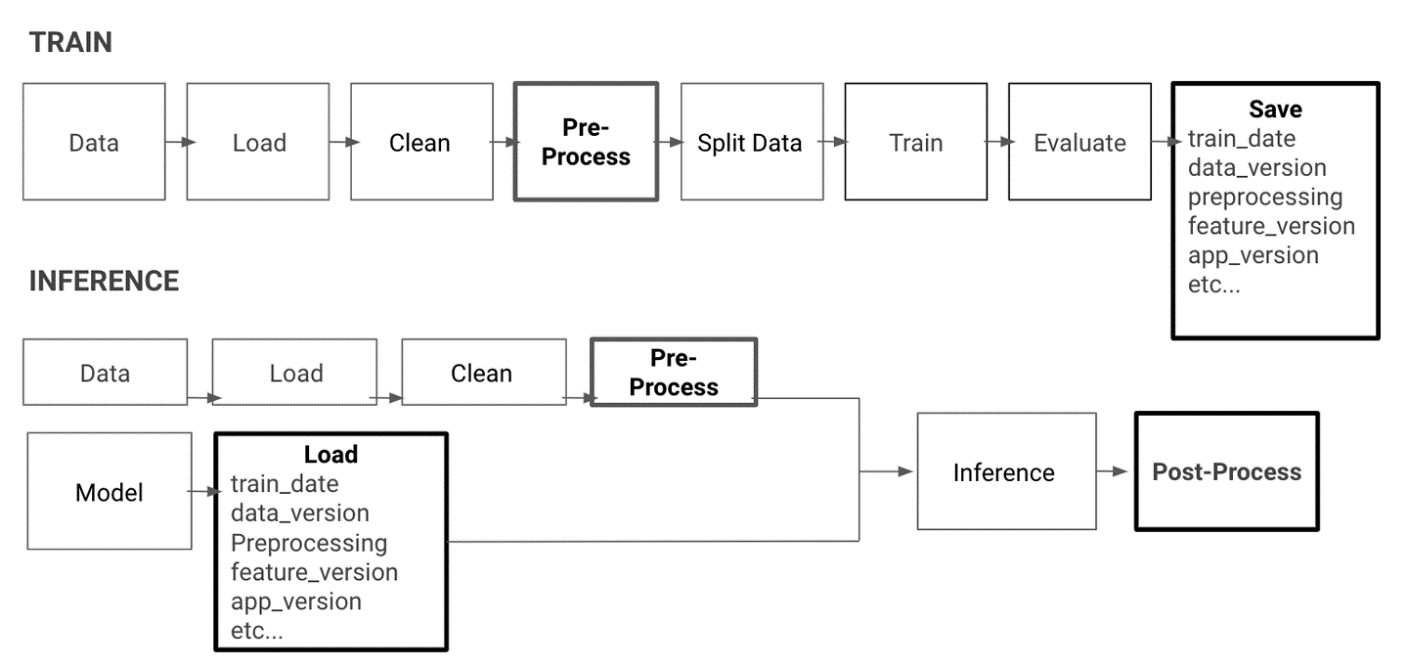 TRAIN
Data
Load
Clean
Pre-
Process
Split Data
Train
Evaluate
Save
train_date
data_version
preprocessing
feature_version
app_version
etc...
INFERENCE
Data
Load
Clean
Pre-
Process
Model
Load
train_date
data_version
Preprocessing
feature_version
app_version
etc...
Inference
Post-Process